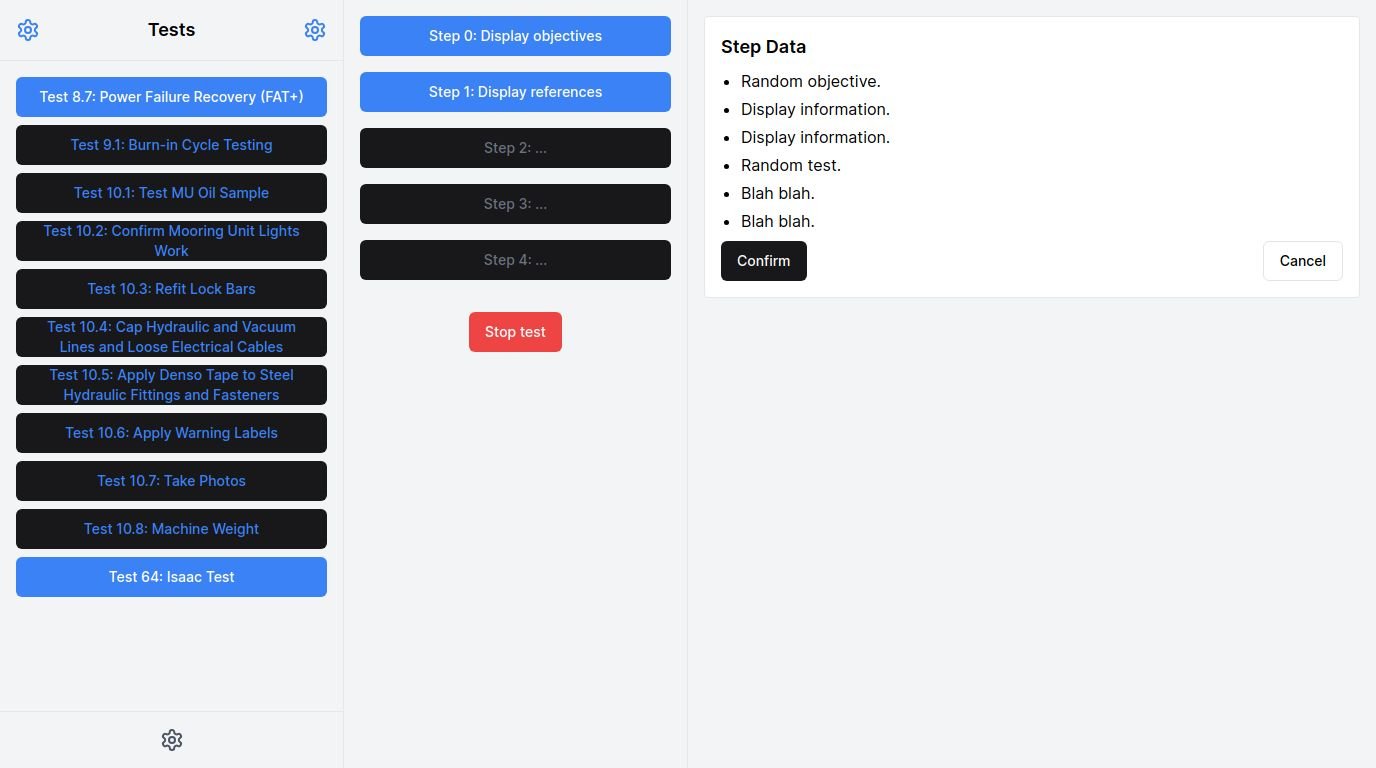 Tests
Test 8.7: Power Failure Recovery (FAT+)
Test 9.1: Burn-in Cycle Testing
Test 10.1: Test MU Oil Sample
Test 10.2: Confirm Mooring Unit Lights
Work
Test 10.3: Refit Lock Bars
Test 10.4: Cap Hydraulic and Vacuum
Lines and Loose Electrical Cables
Test 10.5: Apply Denso Tape to Steel
Hydraulic Fittings and Fasteners
Test 10.6: Apply Warning Labels
Test 10.7: Take Photos
Test 10.8: Machine Weight
Test 64: Isaac Test
Step 0: Display objectives
Step 1: Display references
Step 2: ...
Step 3: ...
Step 4: ...
Stop test
Step Data
• Random objective.
• Display information.
• Display information.
• Random test.
• Blah blah.
• Blah blah.
Confirm
Cancel